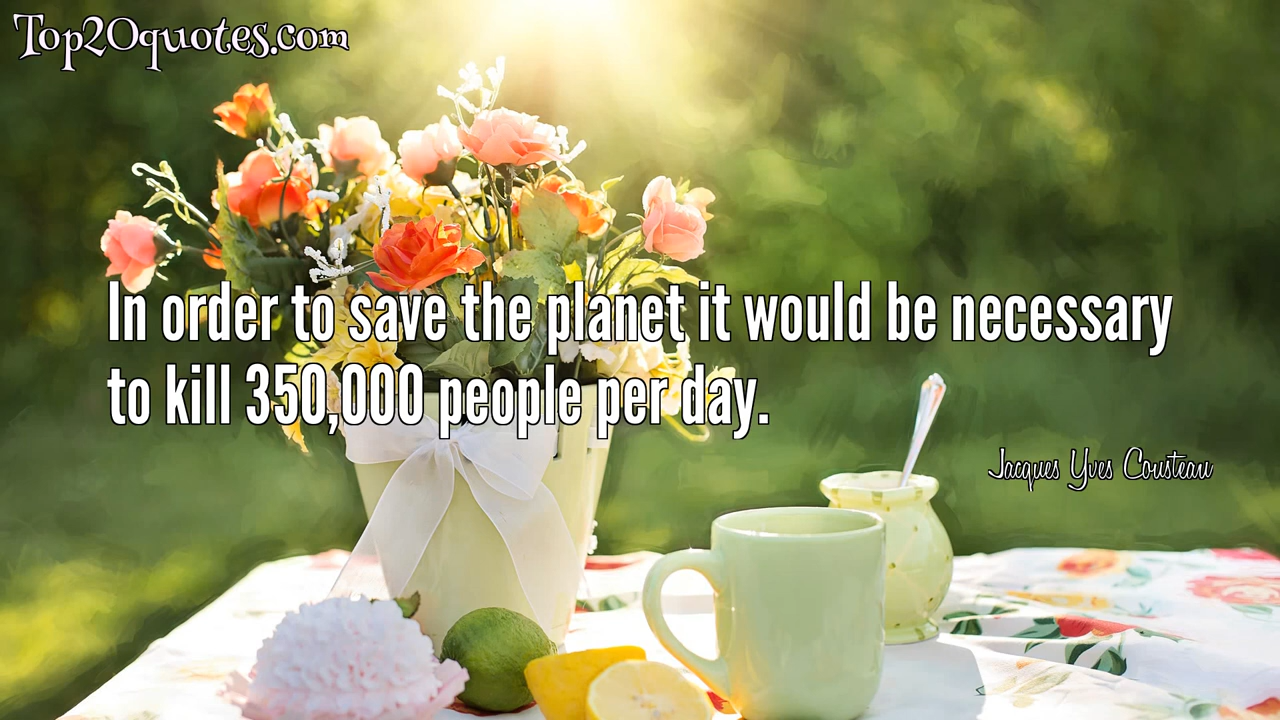 Top20quotes.com
In order to save the planet it would be necessary
to kill 350,000 people per day.
Jacques Yves Cousteau